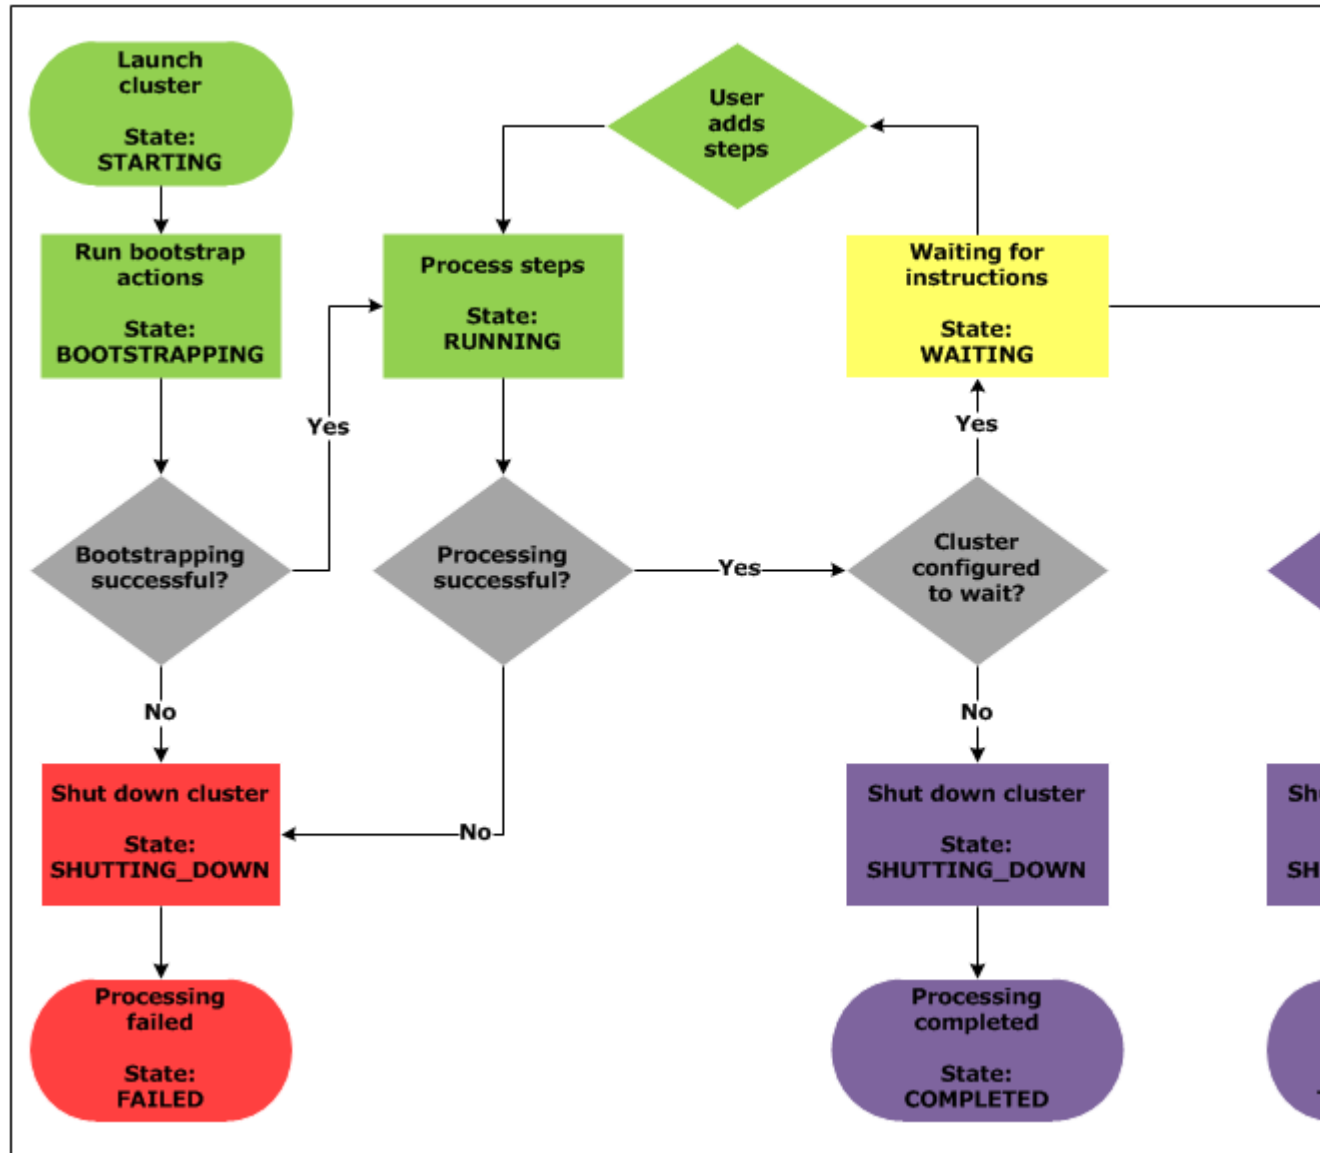 Launch
cluster
State:
STARTING
User
adds
steps
Run bootstrap
actions
State:
BOOTSTRAPPING
Process steps
State:
RUNNING
Waiting for
instructions
State:
WAITING
Yes
Yes
Bootstrapping
successful?
Processing
successful?
Yes
Cluster
configured
to wait?
No
No
Shut down cluster
State:
SHUTTING_DOWN
No
Shut down cluster
State:
SHUTTING_DOWN
Processing
failed
State:
FAILED
Processing
completed
State:
COMPLETED